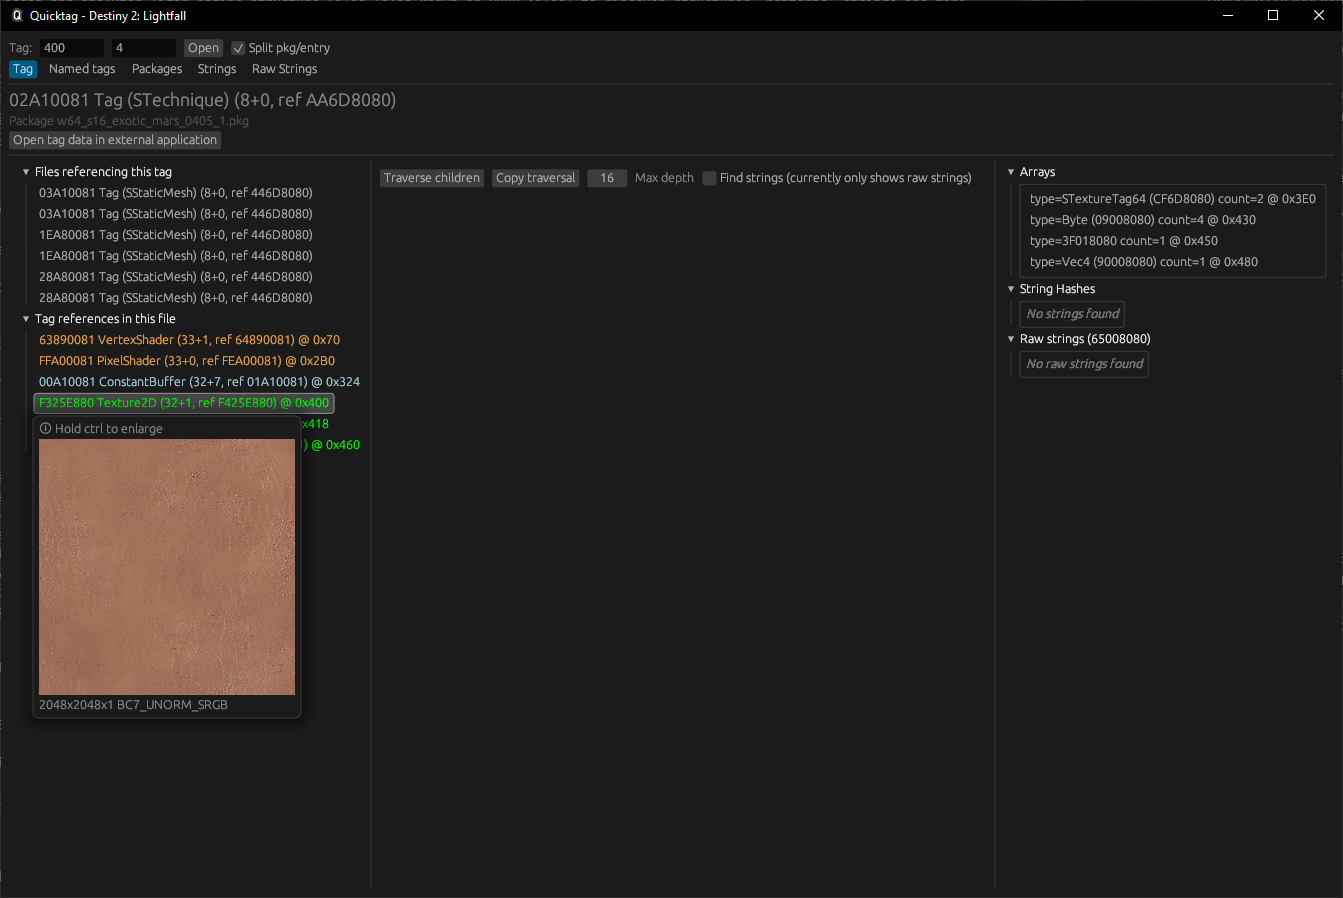 Quicktag - Destiny 2: Lightfall
Tag: 400 4 Open Split pkg/entry
Tag Named tags Packages Strings Raw Strings
02A10081 Tag (STechnique) (8+0, ref AA6D8080)
Package w64_s16_exotic_mars_0405_1.pkg
Open tag data in external application
Files referencing this tag
03A10081 Tag (SStaticMesh) (8+0, ref 446D8080)
03A10081 Tag (SStaticMesh) (8+0, ref 446D8080)
1EA80081 Tag (SStaticMesh) (8+0, ref 446D8080)
1EA80081 Tag (SStaticMesh) (8+0, ref 446D8080)
28A80081 Tag (SStaticMesh) (8+0, ref 446D8080)
28A80081 Tag (SStaticMesh) (8+0, ref 446D8080)
Tag references in this file
63890081 VertexShader (33+1, ref 64890081) @ 0x70
FFA00081 PixelShader (33+0, ref FEA00081) @ 0x2B0
00A10081 ConstantBuffer (32+7, ref 01A10081) @ 0x324
F325E880 Texture2D (32+1, ref F425E880) @ 0x400
x418
) @ 0x460
Hold ctrl to enlarge
2048x2048x1 BC7_UNORM_SRGB
Traverse children Copy traversal 16 Max depth Find strings (currently only shows raw strings)
Arrays
type=STextureTag64 (CF6D8080) count=2 @ 0x3E0
type=Byte (09008080) count=4 @ 0x430
type=3F018080 count=1 @ 0x450
type=Vec4 (90008080) count=1 @ 0x480
String Hashes
No strings found
Raw strings (65008080)
No raw strings found